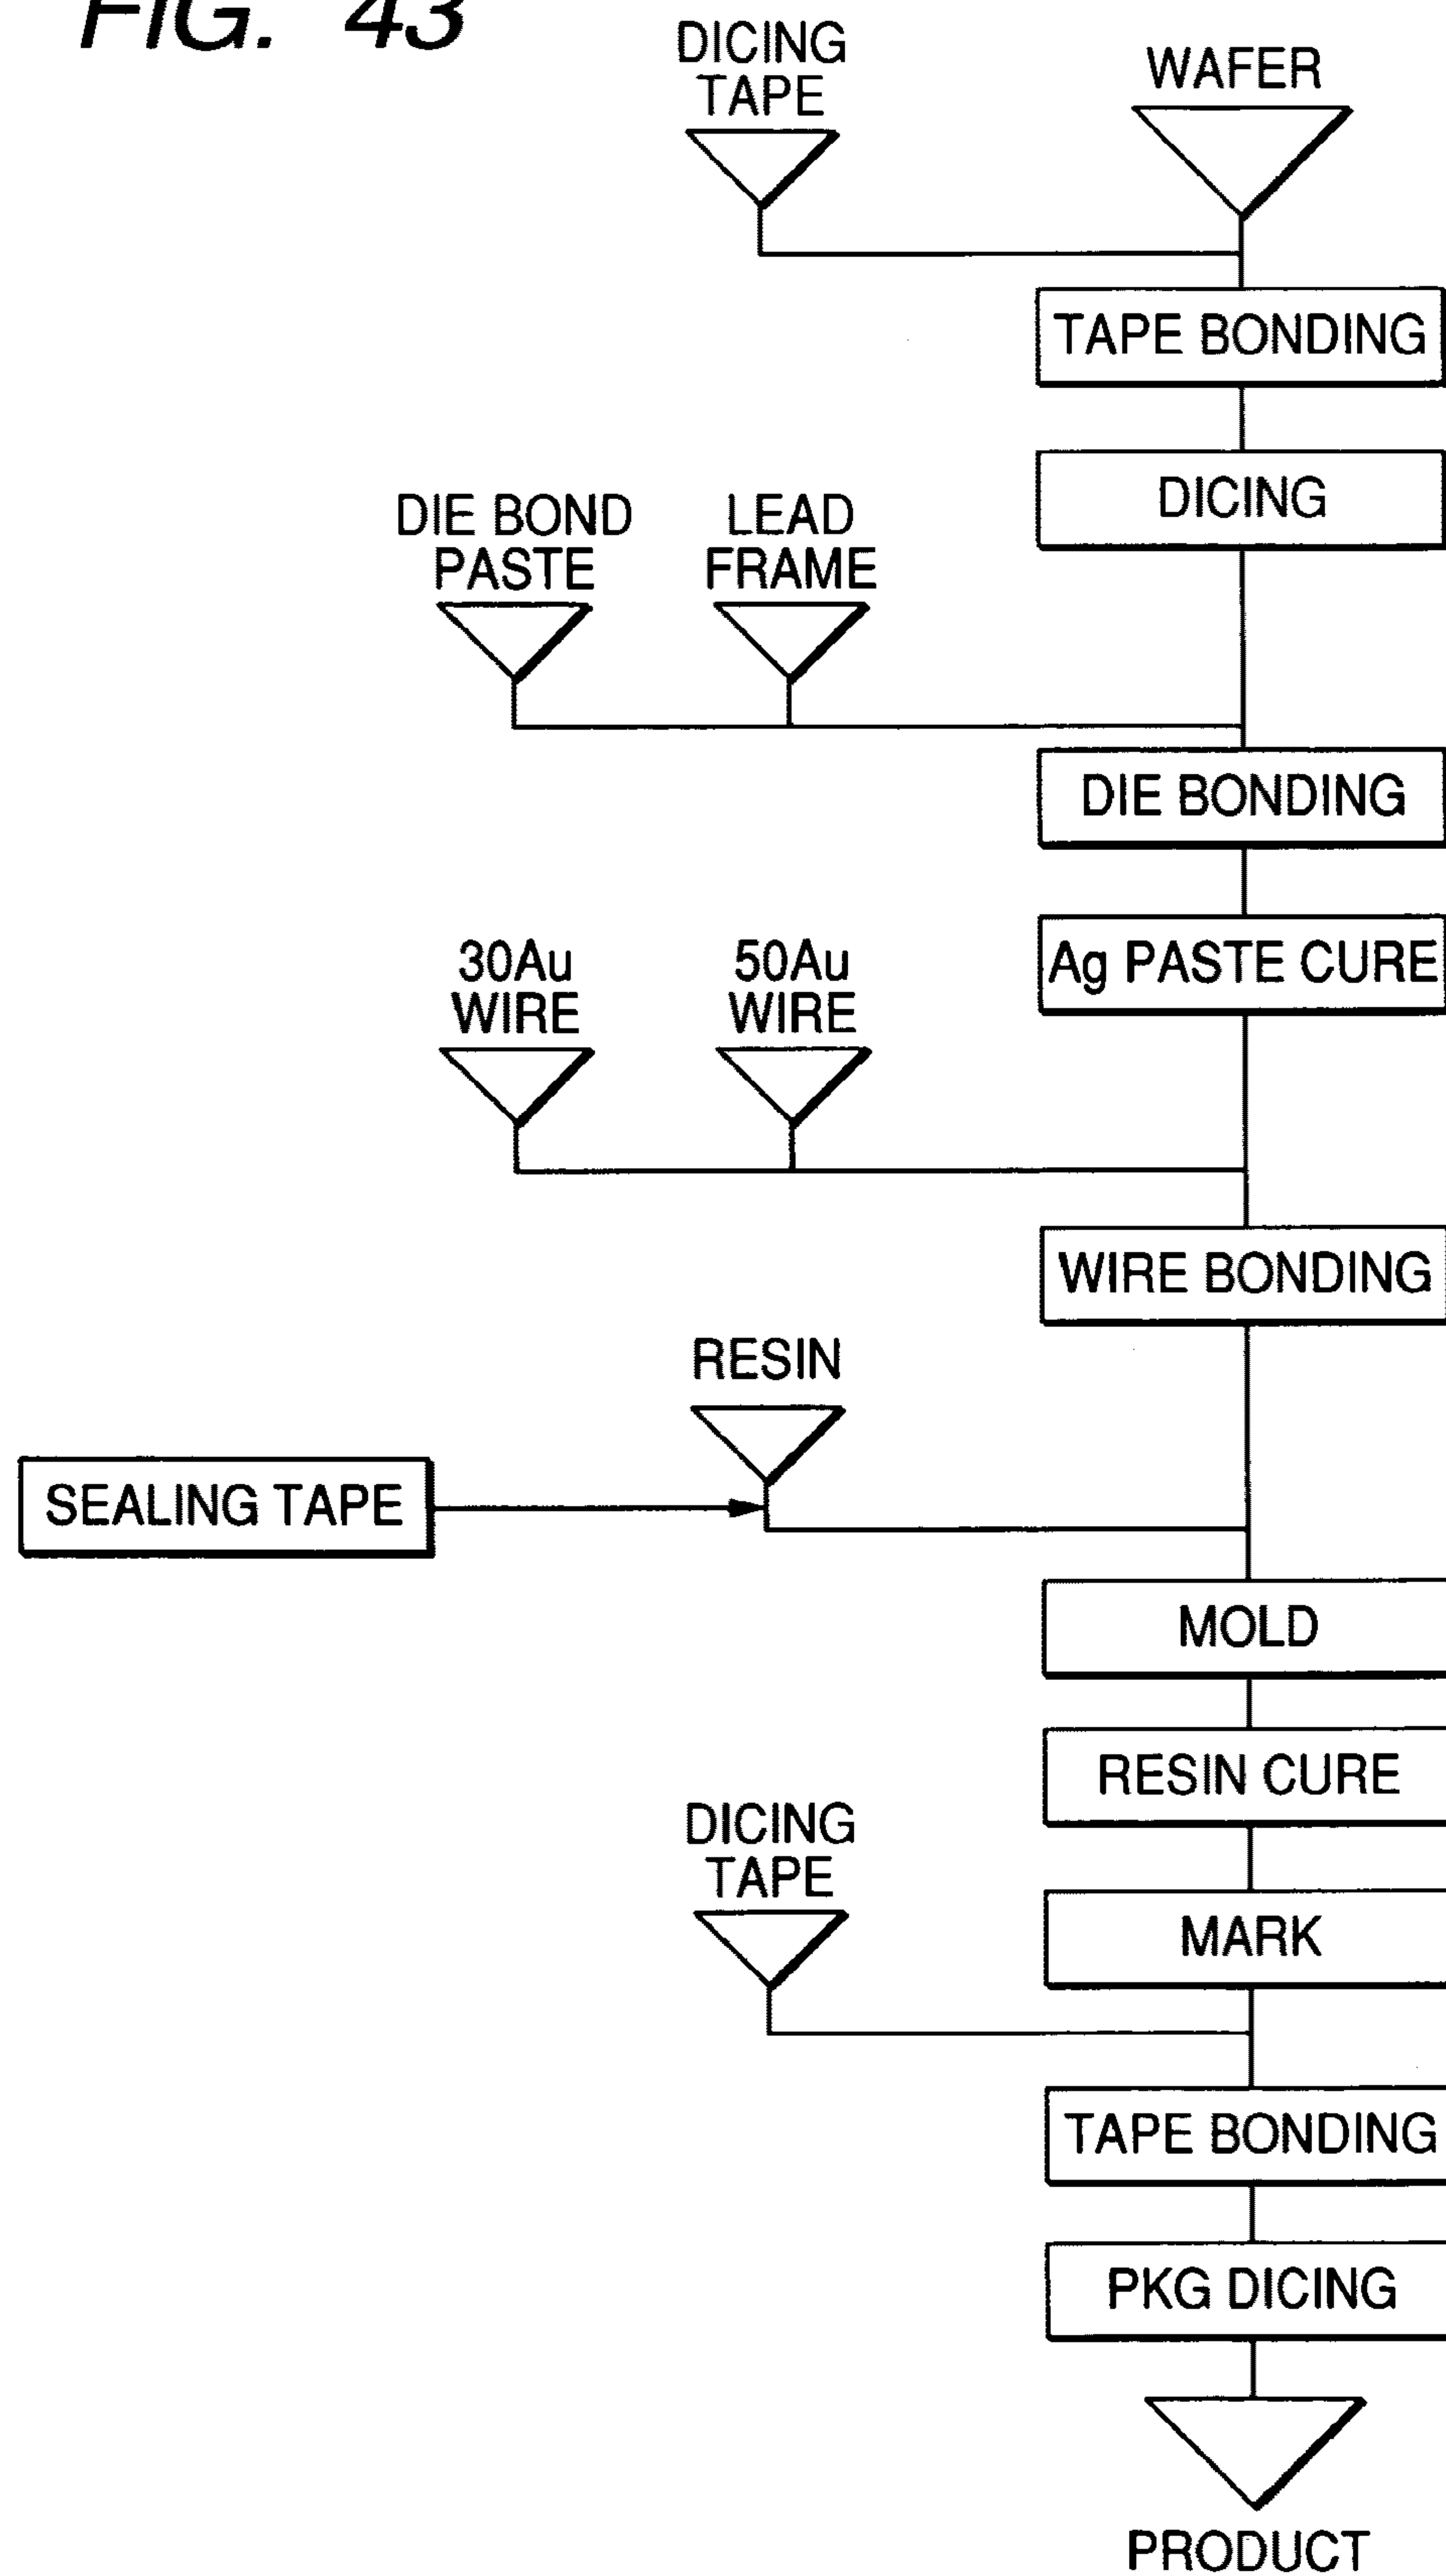 FIG. 43
DICING
TAPE
WAFER
TAPE BONDING
DICING
DIE BOND
PASTE
LEAD
FRAME
DIE BONDING
Ag PASTE CURE
30Au
WIRE
50Au
WIRE
WIRE BONDING
RESIN
SEALING TAPE
MOLD
RESIN CURE
DICING
TAPE
MARK
TAPE BONDING
PKG DICING
PRODUCT